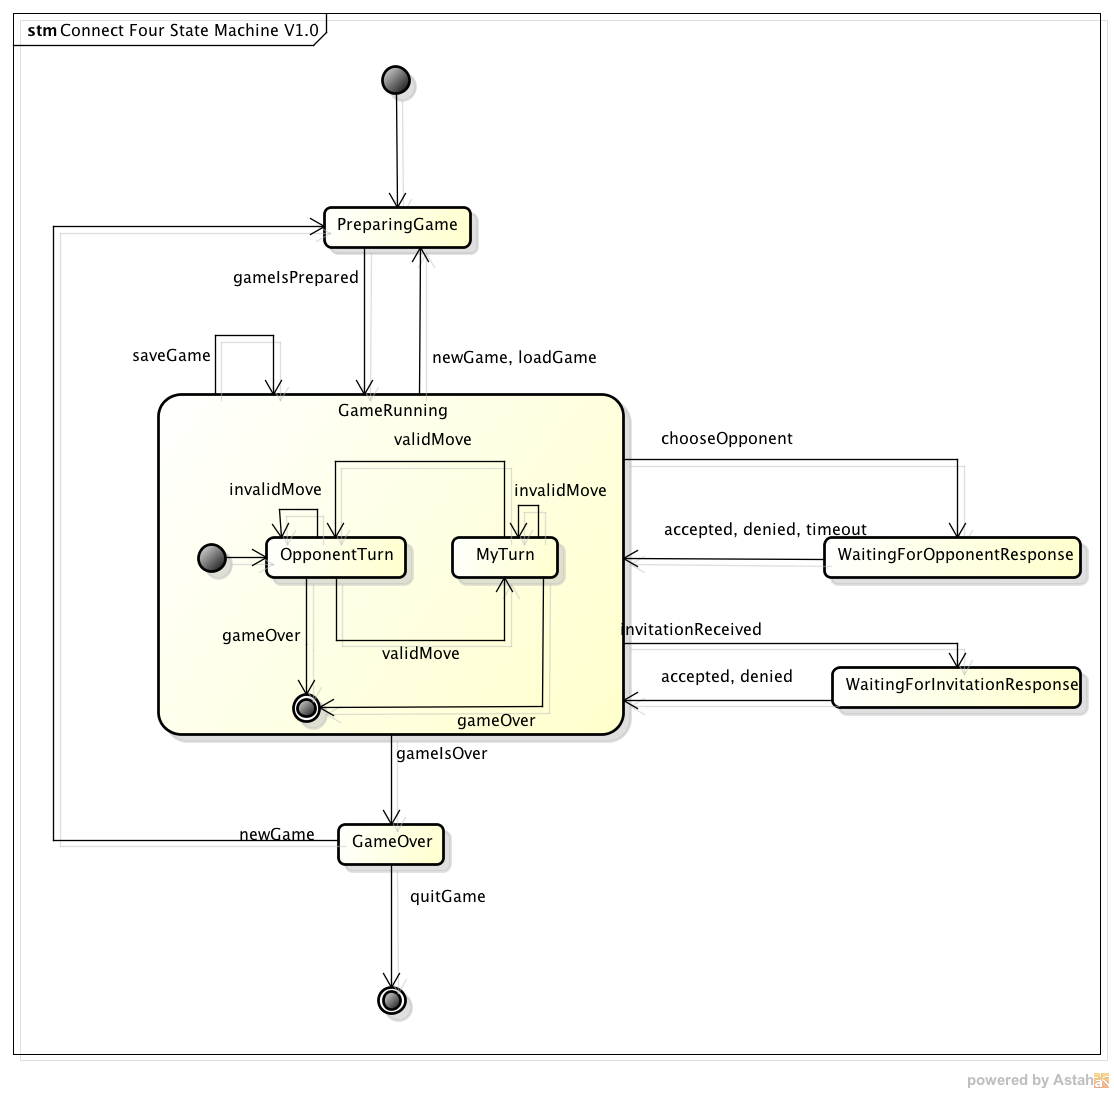 stm Connect Four State Machine V1.0
PreparingGame
gameIsPrepared
saveGame
newGame, loadGame
GameRunning
validMove
chooseOpponent
invalidMove
invalidMove
accepted, denied, timeout
OpponentTurn
MyTurn
WaitingForOpponentResponse
gameOver
validMove
invitationReceived
accepted, denied
WaitingForInvitationResponse
gameOver
gameIsOver
newGame
GameOver
quitGame
powered by Astah